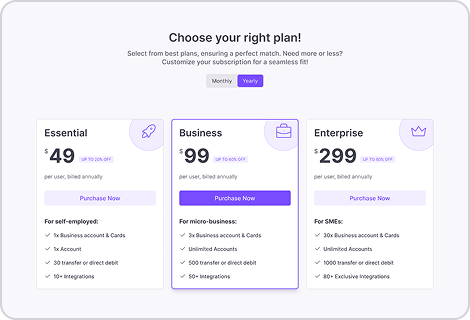 Choose your right plan!
Select from best plans, ensuring a perfect match. Need more or less?
Customize your subscription for a seamless fit!
Monthly
Yearly
Essential
$49 UP TO 20% OFF
per user, billed annually
Purchase Now
For self-employed:
1x Business account & Cards
1x Account
30 transfer or direct debit
10+ Integrations
Business
$99 UP TO 40% OFF
per user, billed annually
Purchase Now
For micro-business:
3x Business account & Cards
Unlimited Accounts
500 transfer or direct debit
50+ Integrations
Enterprise
$299 UP TO 80% OFF
per user, billed annually
Purchase Now
For SMEs:
30x Business account & Cards
Unlimited Accounts
1000 transfer or direct debit
80+ Exclusive Integrations